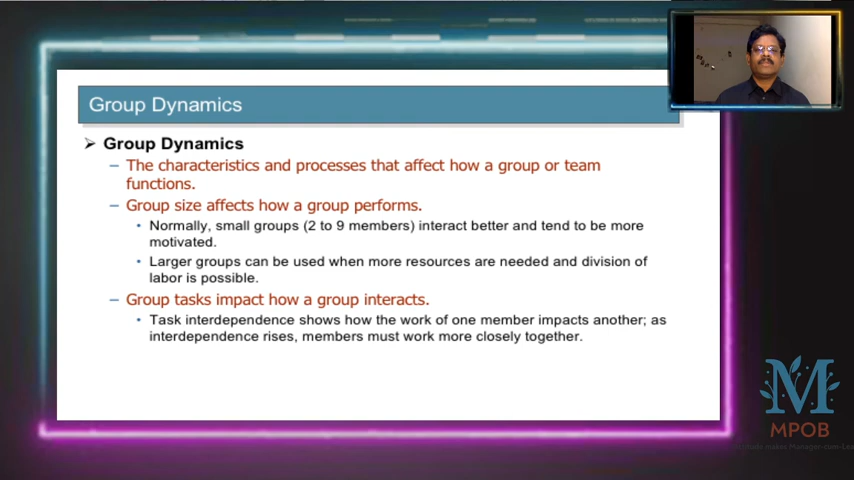 Group Dynamics
Group Dynamics
– The characteristics and processes that affect how a group or team
functions.
– Group size affects how a group performs.
• Normally, small groups (2 to 9 members) interact better and tend to be more
motivated.
• Larger groups can be used when more resources are needed and division of
labor is possible.
– Group tasks impact how a group interacts.
• Task interdependence shows how the work of one member impacts another; as
interdependence rises, members must work more closely together.
M
MPOB